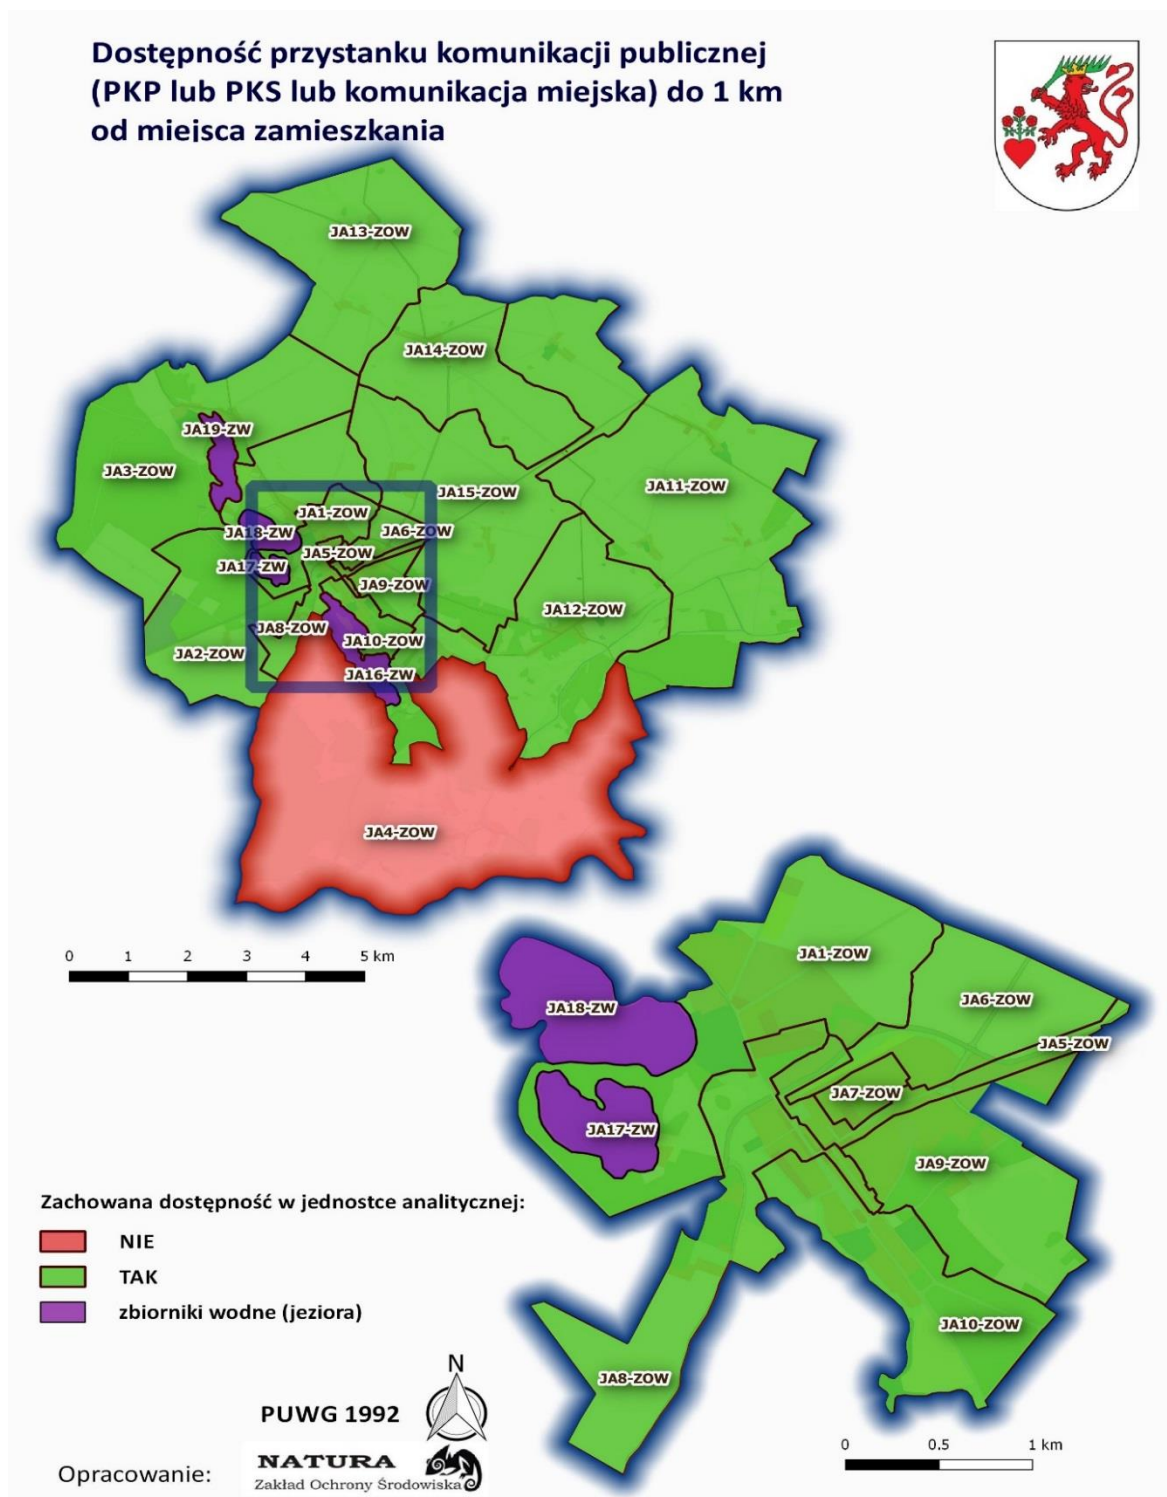 Dostępność przystanku komunikacji publicznej
(PKP lub PKS lub komunikacja miejska) do 1 km
od miejsca zamieszkania
JA13-ZOW
JA14-ZOW
JA19-ZW
JA3-ZOW
JA15-ZOW
JA11-ZOW
JA1-ZOW
JA18-ZW
JA6-ZOW
JA5-ZOW
JA17-ZW
JA9-ZOW
JA12-ZOW
JA8-ZOW
JA10-ZOW
JA2-ZOW
JA16-ZW
JA4-ZOW
0 1 2 3 4 5 km
JA1-ZOW
JA18-ZW
JA6-ZOW
JA5-ZOW
JA7-ZOW
JA17-ZW
JA9-ZOW
JA10-ZOW
JA8-ZOW
Zachowana dostępność w jednostce analitycznej:
NIE
TAK
zbiorniki wodne (jeziora)
N
PUWG 1992
0 0.5 1 km
Opracowanie:
NATURA
Zakład Ochrony Środowiska